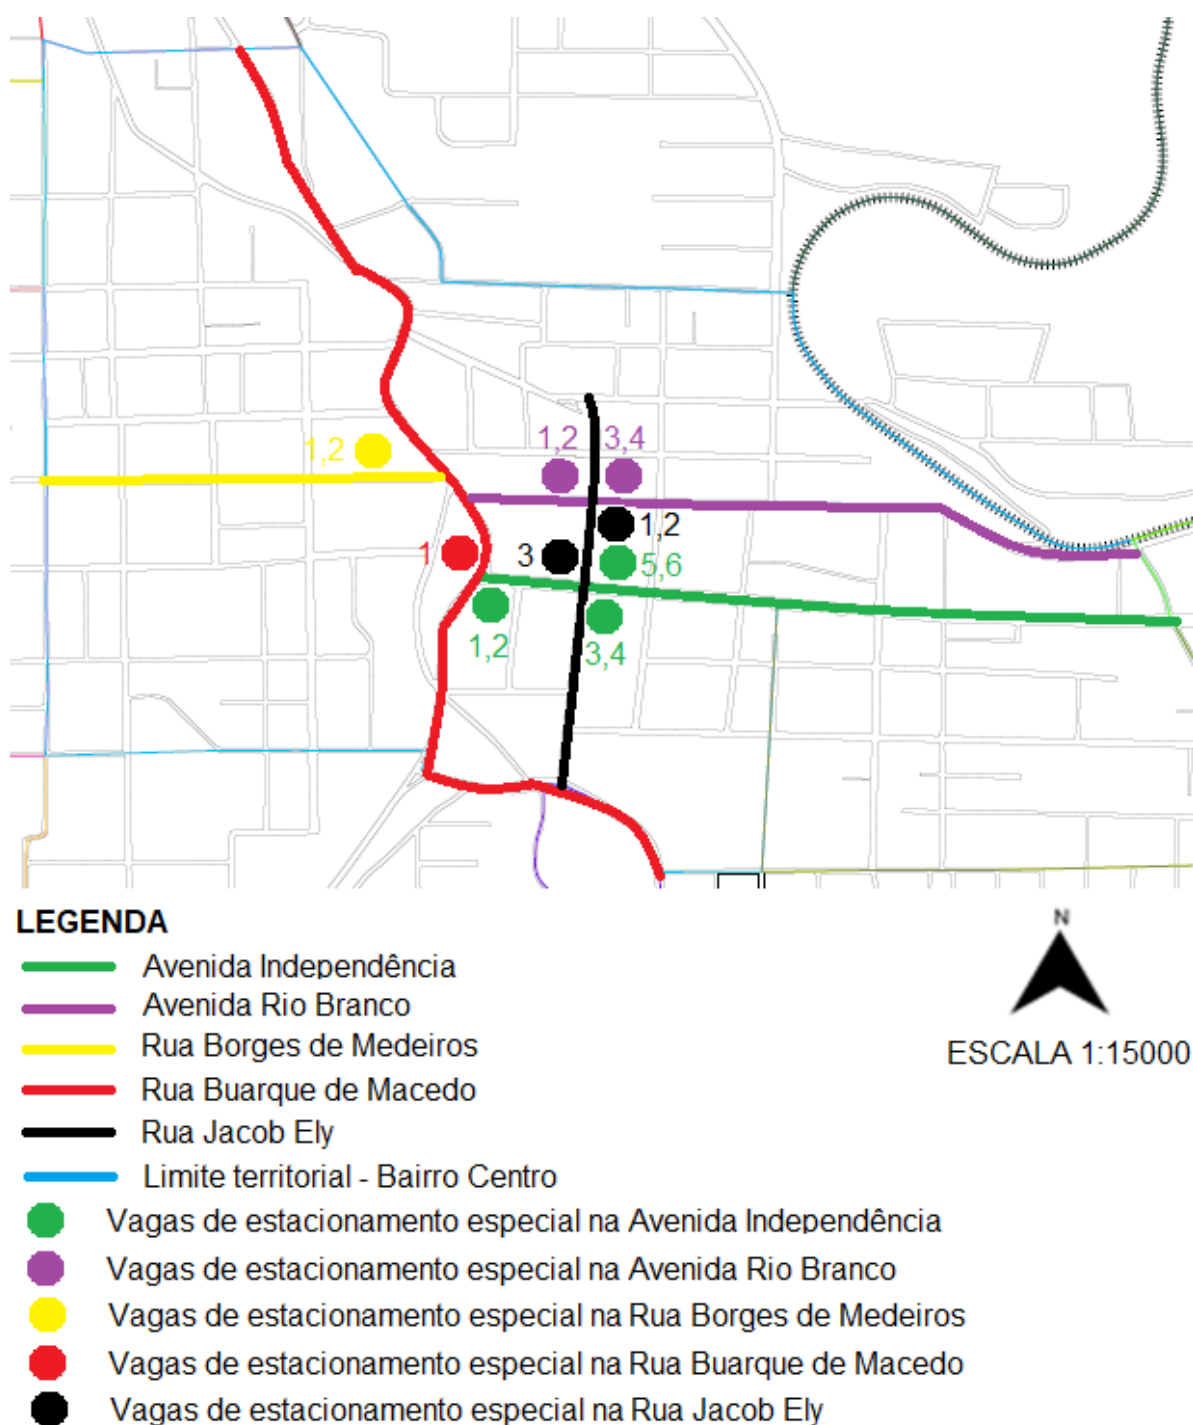 1,2
3,4
1,2
1,2
1
3
5,6
1,2
3,4
LEGENDA
N
Avenida Independência
Avenida Rio Branco
Rua Borges de Medeiros
ESCALA 1:15000
Rua Buarque de Macedo
Rua Jacob Ely
Limite territorial - Bairro Centro
Vagas de estacionamento especial na Avenida Independência
Vagas de estacionamento especial na Avenida Rio Branco
Vagas de estacionamento especial na Rua Borges de Medeiros
Vagas de estacionamento especial na Rua Buarque de Macedo
Vagas de estacionamento especial na Rua Jacob Ely